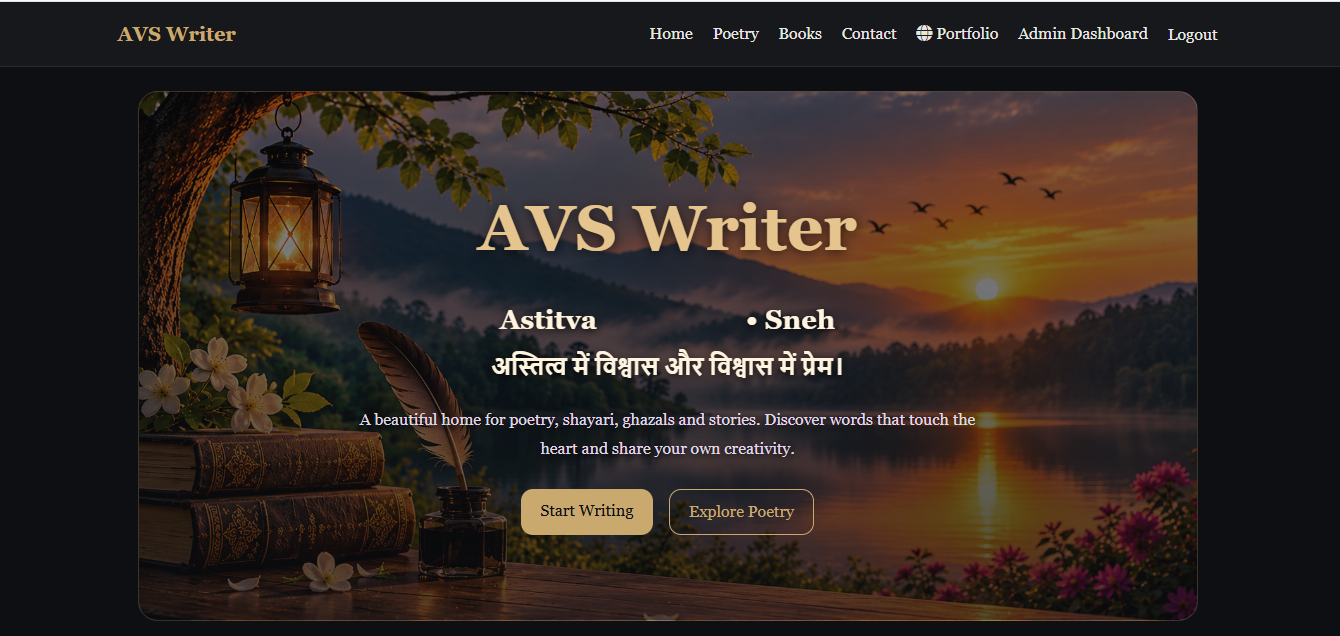 AVS Writer
Home Poetry Books Contact Portfolio Admin Dashboard Logout
AVS Writer
Astitva • Sneh
अस्तित्व में विश्वास और विश्वास में प्रेम।
A beautiful home for poetry, shayari, ghazals and stories. Discover words that touch the
heart and share your own creativity.
Start Writing Explore Poetry